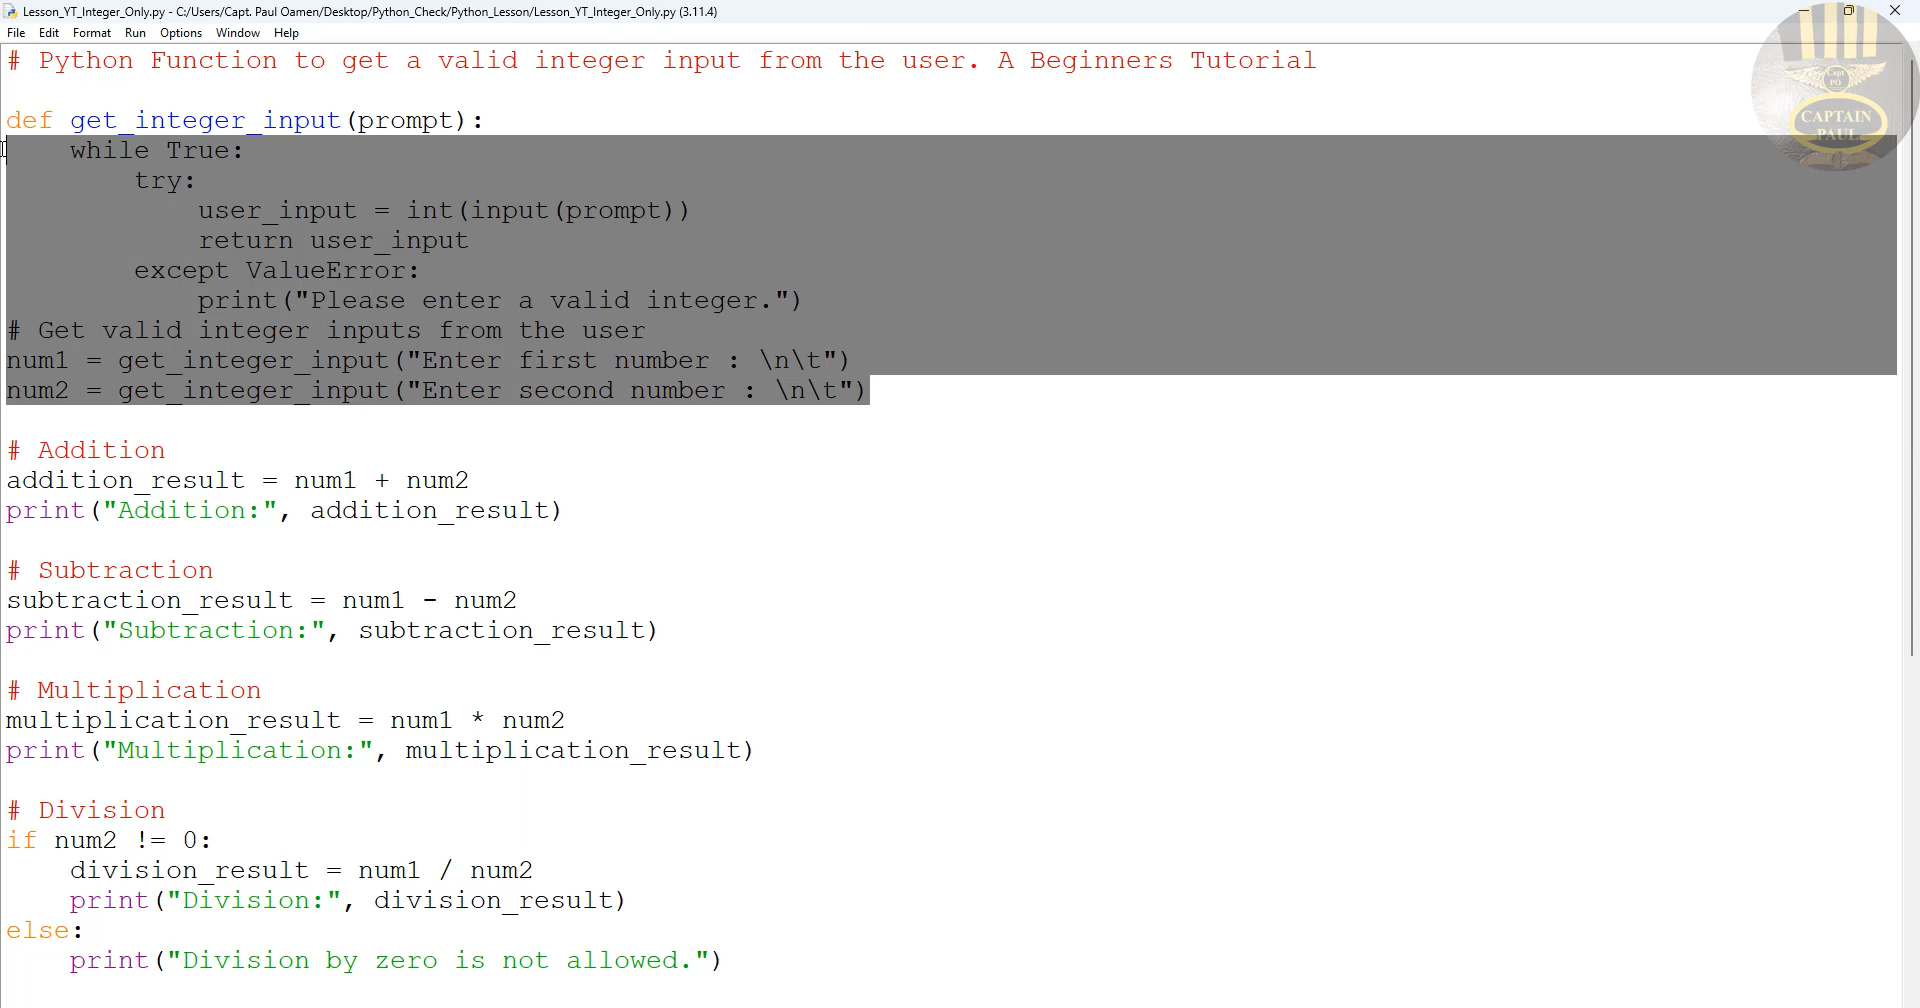 Lesson_YT_Integer_Only.py - C:/Users/Capt. Paul Oamen/Desktop/Python_Check/Python_Lesson/Lesson_YT_Integer_Only.py (3.11.4)
File Edit Format Run Options Window Help
# Python Function to get a valid integer input from the user. A Beginners Tutorial
def get_integer_input(prompt):
    while True:
        try:
            user_input = int(input(prompt))
            return user_input
        except ValueError:
            print("Please enter a valid integer.")
# Get valid integer inputs from the user
num1 = get_integer_input("Enter first number : \n\t")
num2 = get_integer_input("Enter second number : \n\t")
# Addition
addition_result = num1 + num2
print("Addition:", addition_result)
# Subtraction
subtraction_result = num1 - num2
print("Subtraction:", subtraction_result)
# Multiplication
multiplication_result = num1 * num2
print("Multiplication:", multiplication_result)
# Division
if num2 != 0:
    division_result = num1 / num2
    print("Division:", division_result)
else:
    print("Division by zero is not allowed.")
Capt
PO
CAPTAIN
PAUL